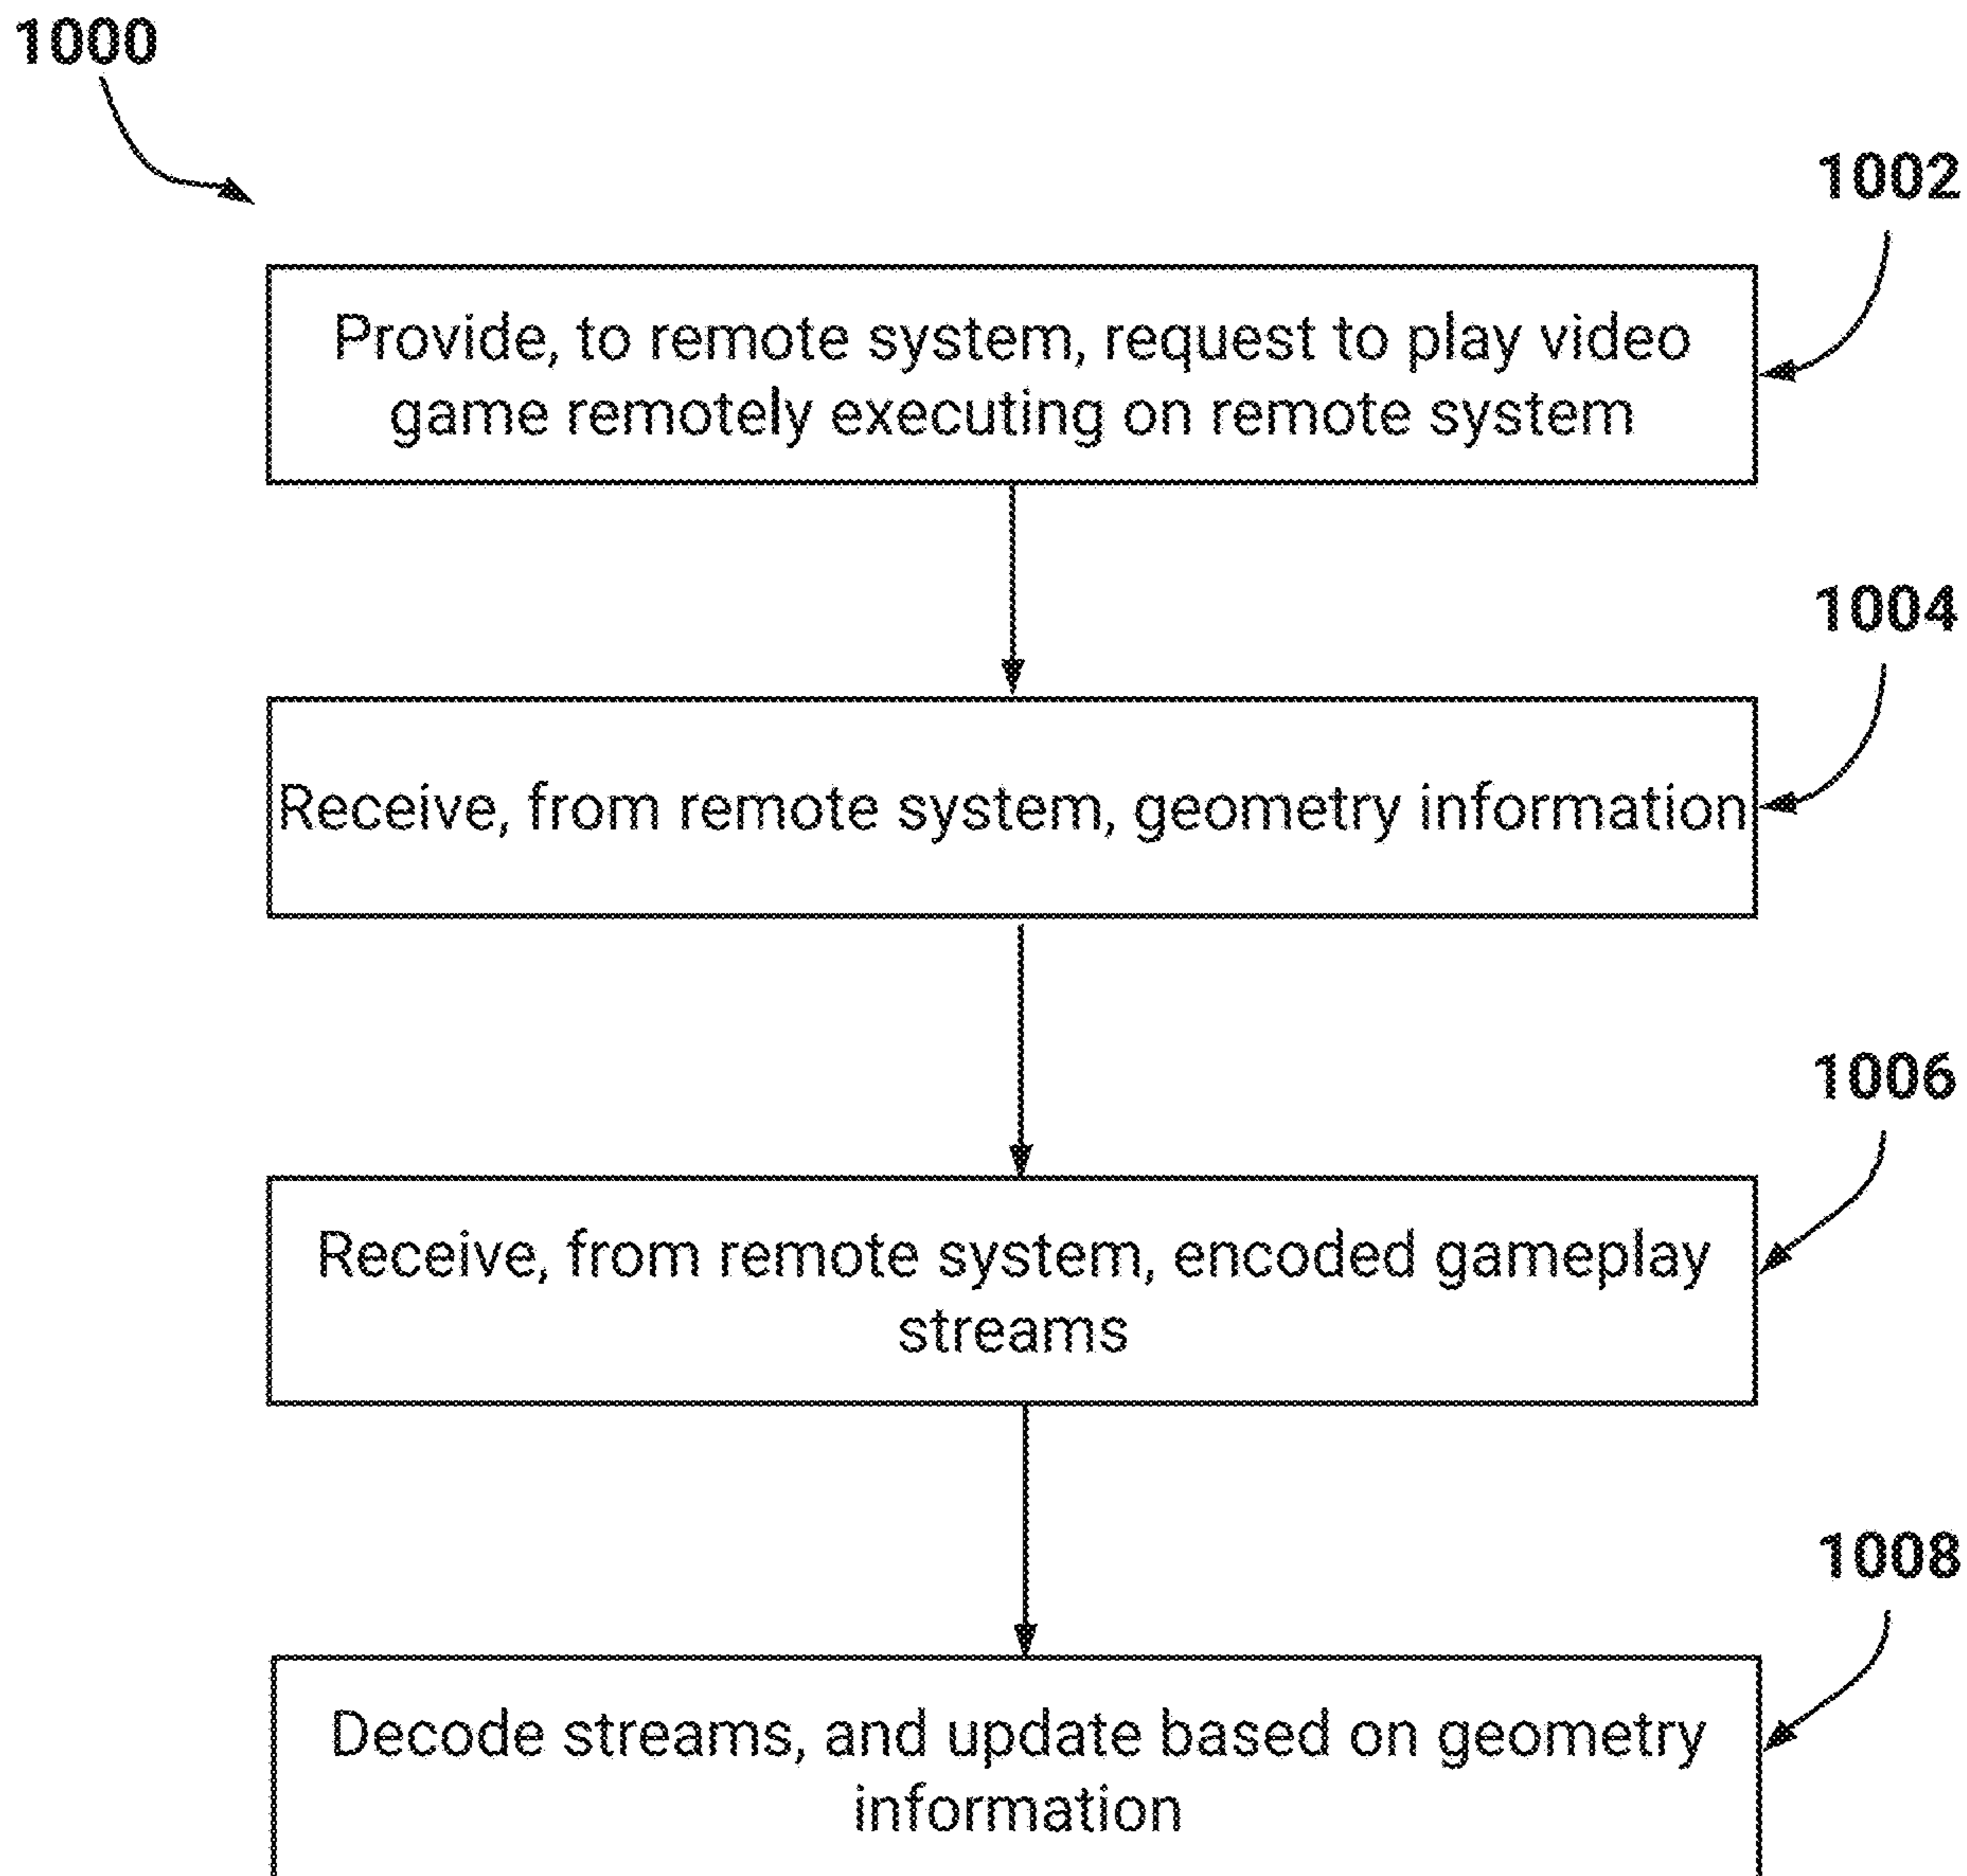 1000
1002
Provide, to remote system, request to play video
game remotely executing on remote system
1004
Receive, from remote system, geometry information
1006
Receive, from remote system, encoded gameplay
streams
1008
Decode streams, and update based on geometry
information